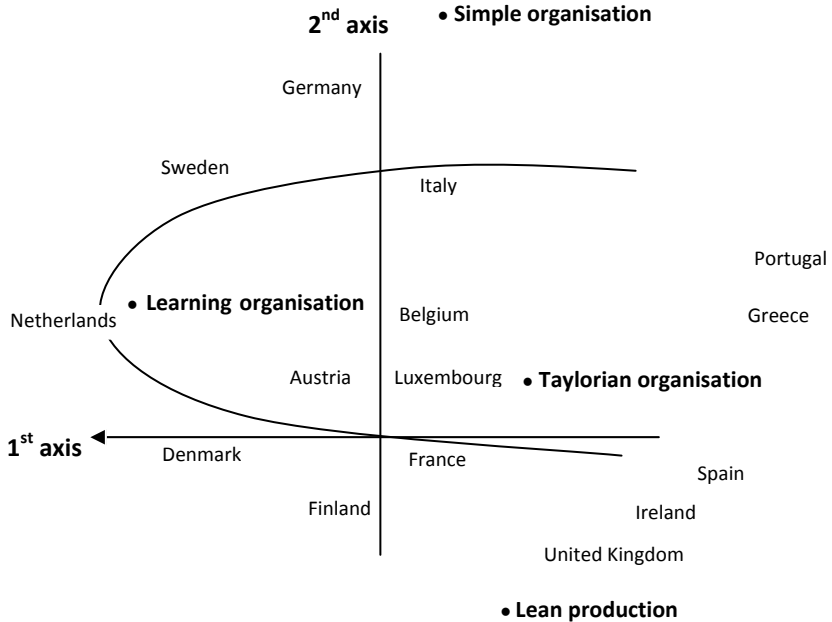 • Simple organisation
2nd axis
Germany
Sweden
Italy
Portugal
• Learning organisation
Netherlands
Belgium
Greece
Austria
Luxembourg
• Taylorian organisation
1st axis
Denmark
France
Spain
Finland
Ireland
United Kingdom
• Lean production